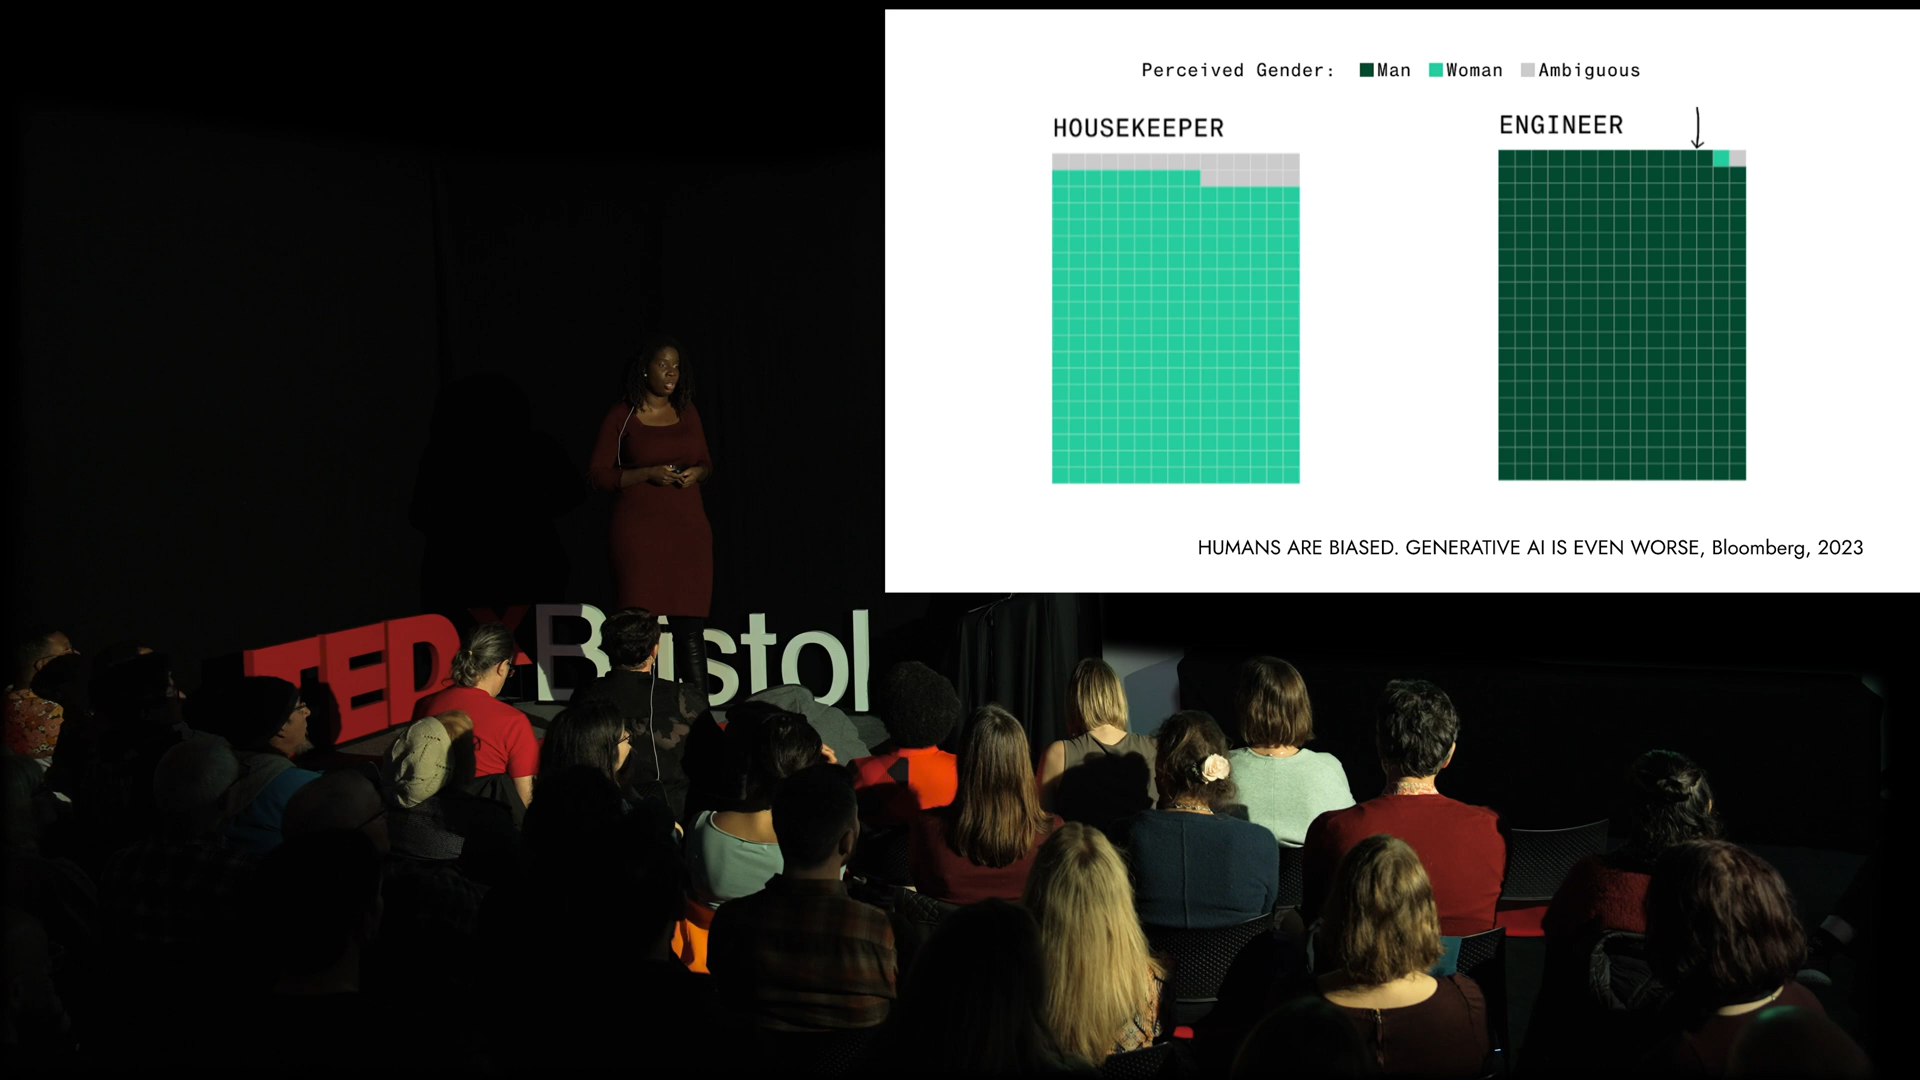 Perceived Gender: Man Woman Ambiguous
HOUSEKEEPER
ENGINEER
HUMANS ARE BIASED. GENERATIVE AI IS EVEN WORSE, Bloomberg, 2023
TEDxBristol